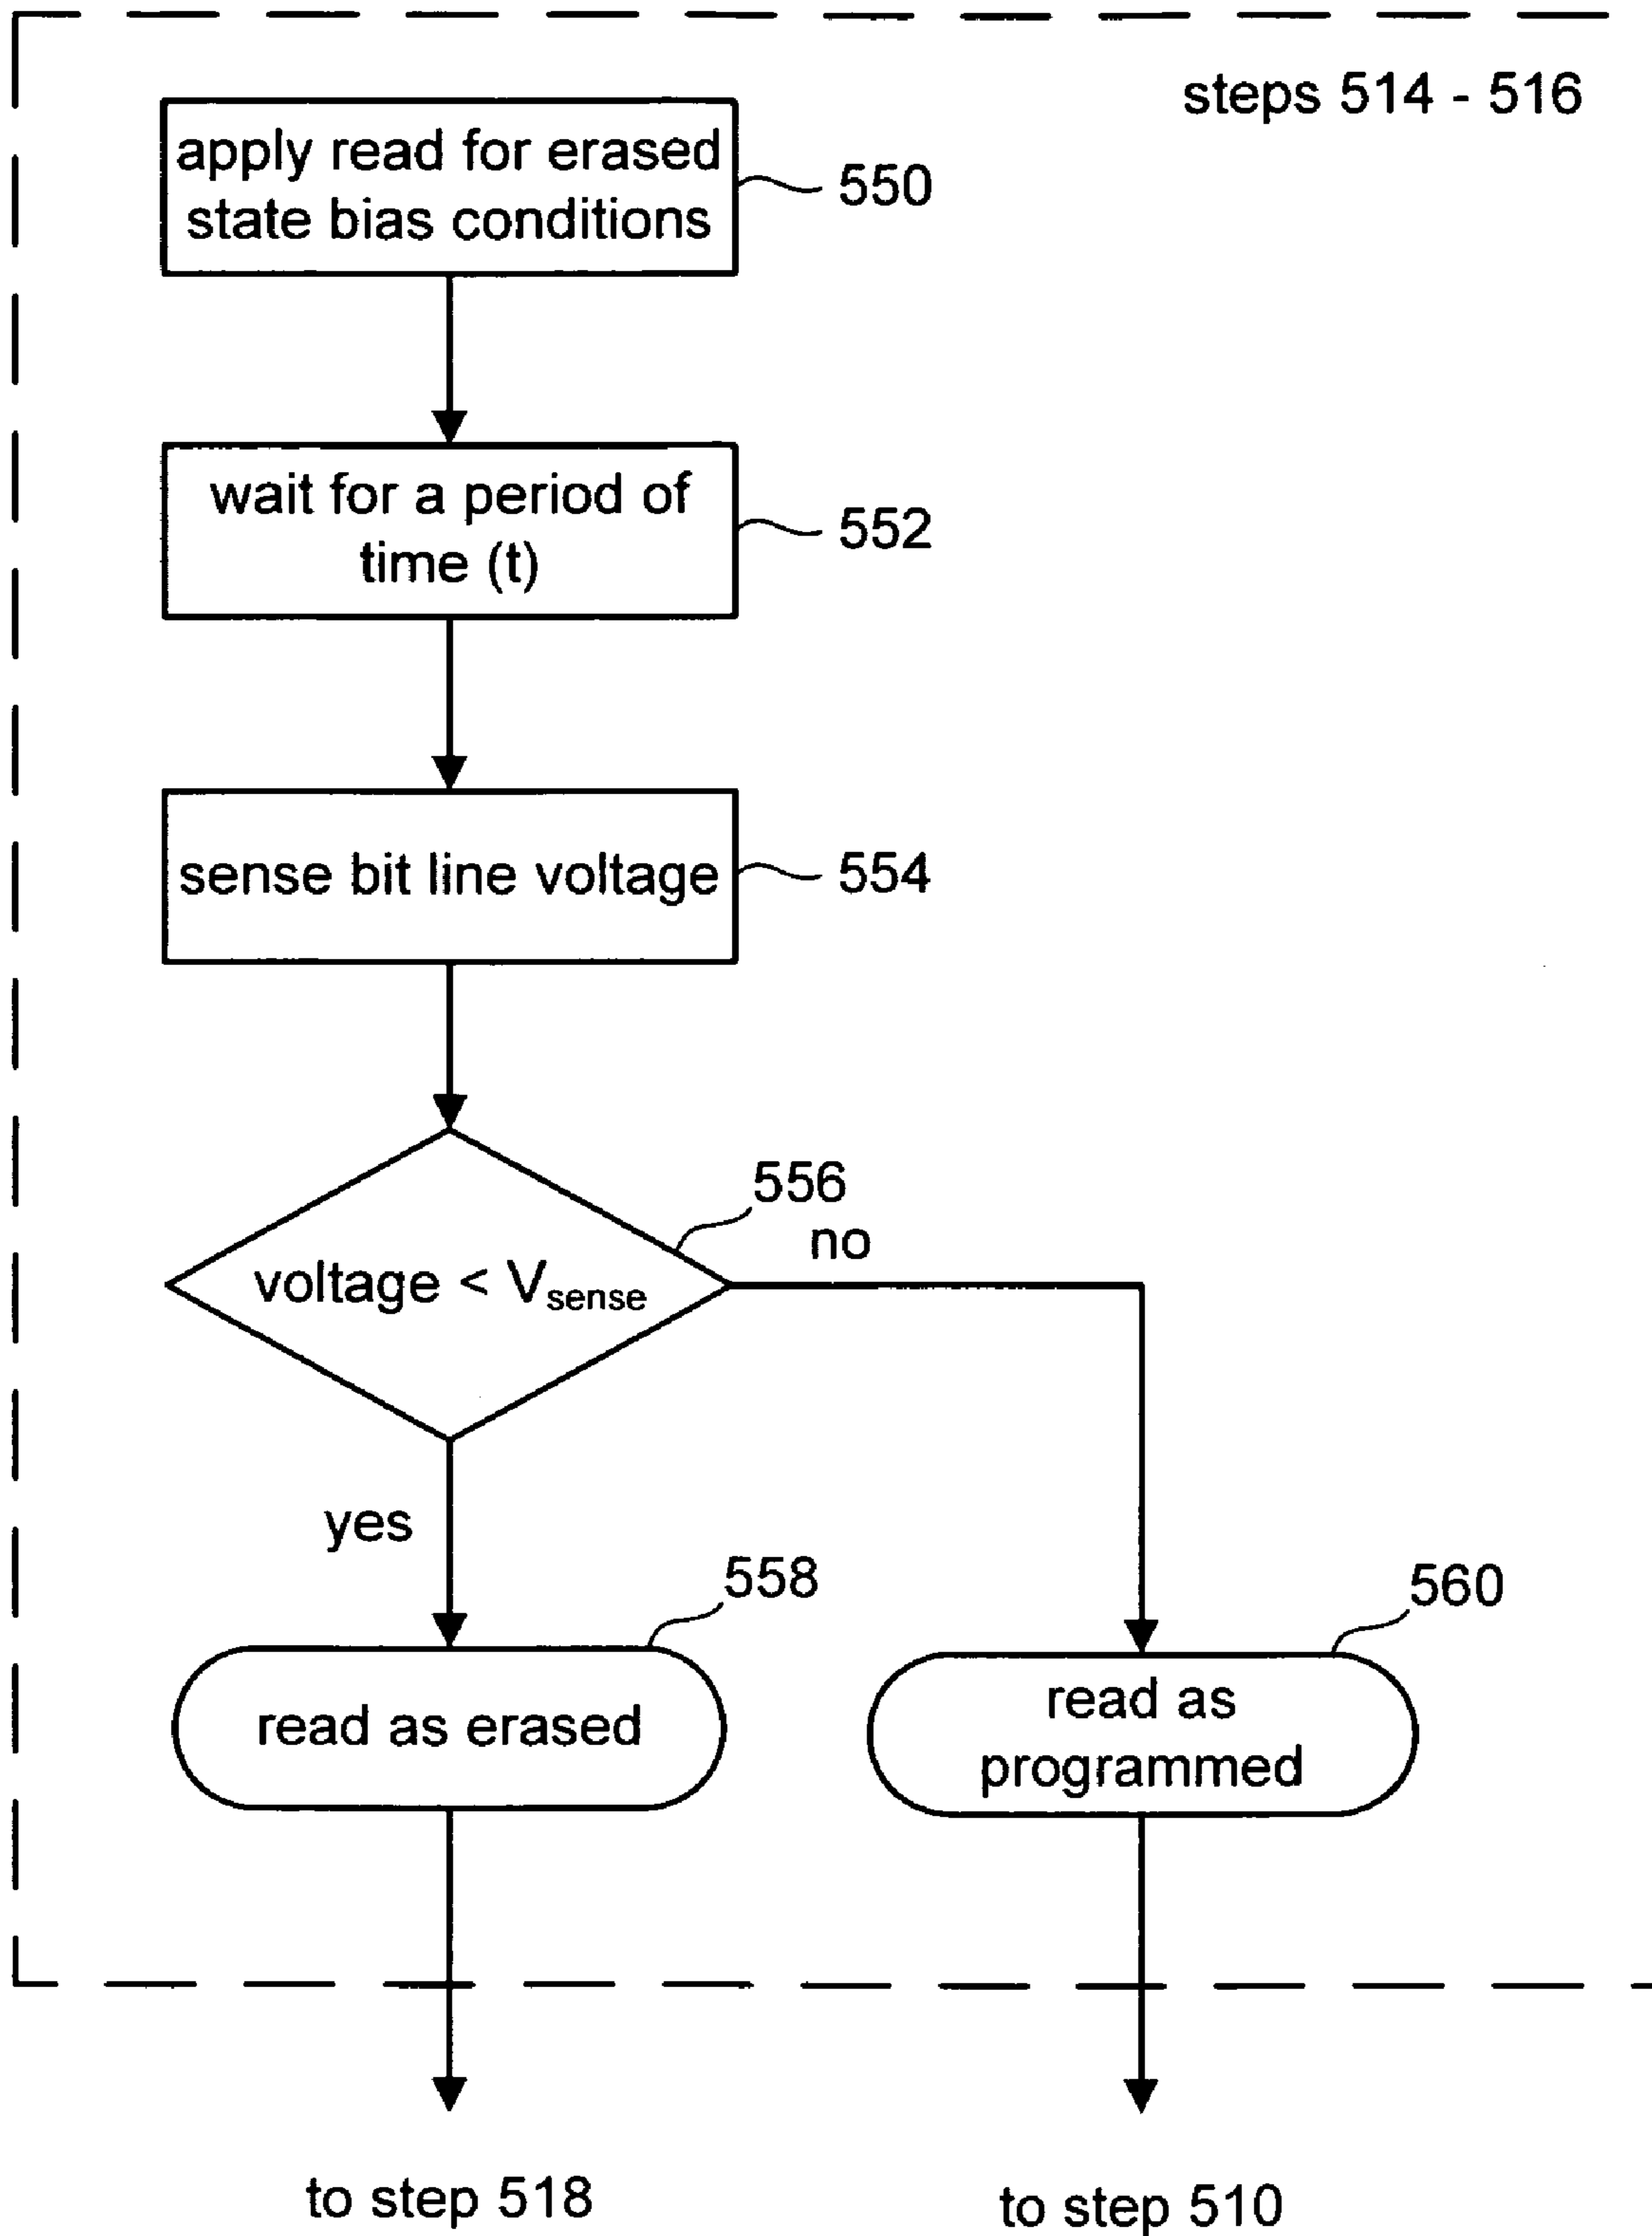 steps 514 - 516
apply read for erased
state bias conditions
550
wait for a period of
time (t)
552
sense bit line voltage
554
556
no
voltage < Vsense
yes
558
560
read as erased
read as
programmed
to step 518
to step 510